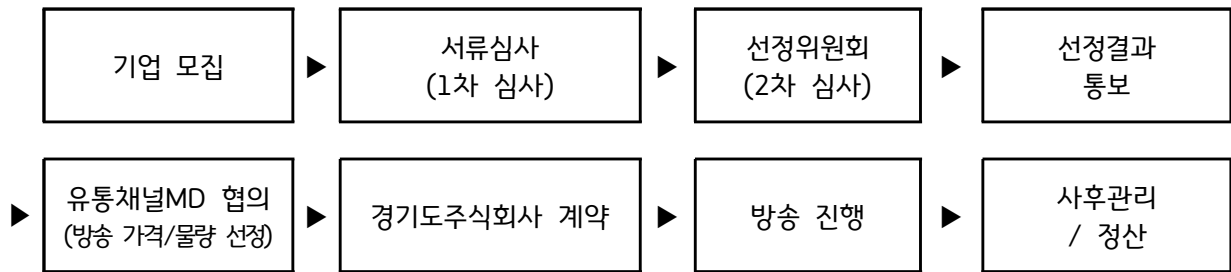 기업 모집
▶
서류심사
(1차 심사)
▶
선정위원회
(2차 심사)
▶
선정결과
통보
▶
유통채널MD 협의
(방송 가격/물량 선정)
▶
경기도주식회사 계약
▶
방송 진행
▶
사후관리
/ 정산